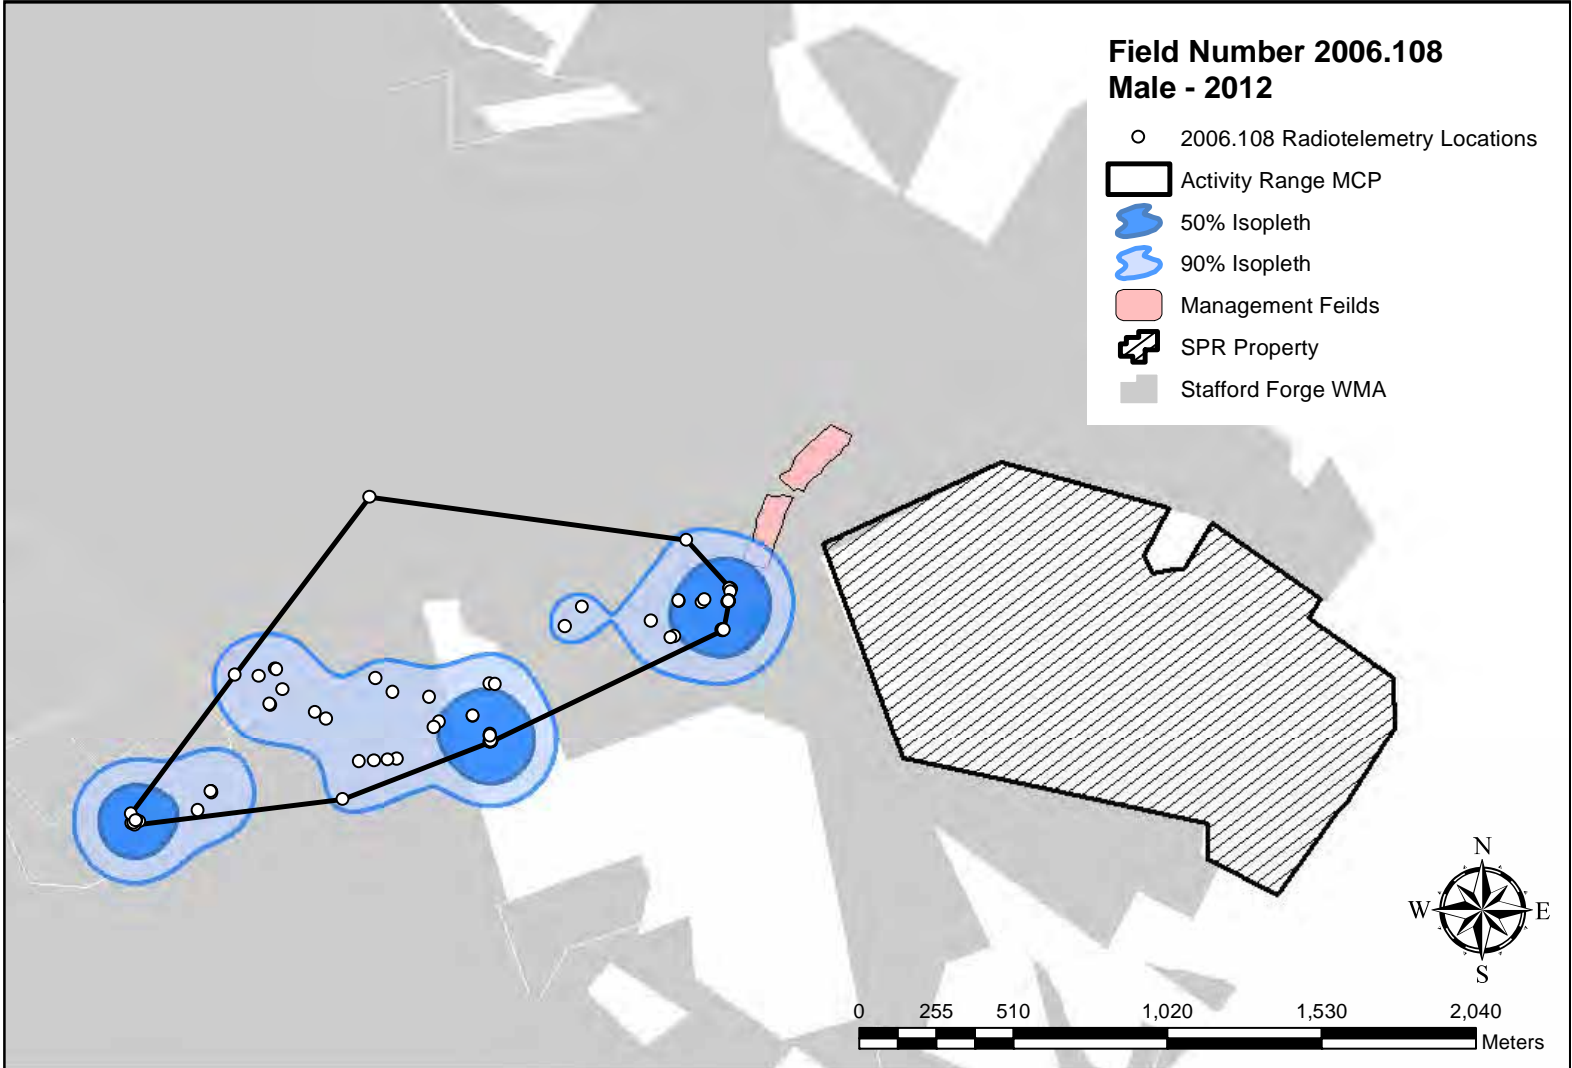 Field Number 2006.108
Male - 2012
2006.108 Radiotelemetry Locations
Activity Range MCP
50% Isopleth
90% Isopleth
Management Feilds
SPR Property
Stafford Forge WMA
N
W E
S
0 255 510 1,020 1,530 2,040
Meters